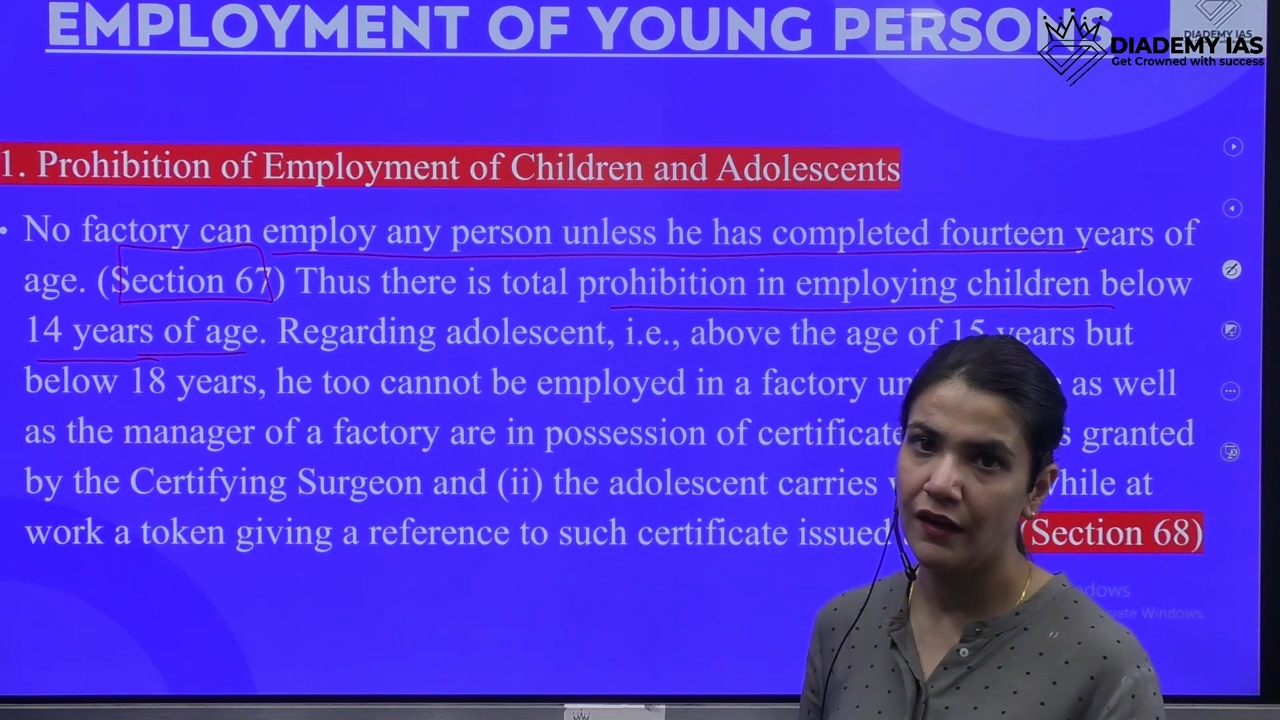 EMPLOYMENT OF YOUNG PERSONS
DIADEMY IAS
DIADEMY IAS
Get Crowned with success
1. Prohibition of Employment of Children and Adolescents
• No factory can employ any person unless he has completed fourteen years of
age. (Section 67) Thus there is total prohibition in employing children below
14 years of age. Regarding adolescent, i.e., above the age of 15 years but
below 18 years, he too cannot be employed in a factory as well
as the manager of a factory are in possession of certificate granted
by the Certifying Surgeon and (ii) the adolescent carries while at
work a token giving a reference to such certificate issued (Section 68)
Windows.